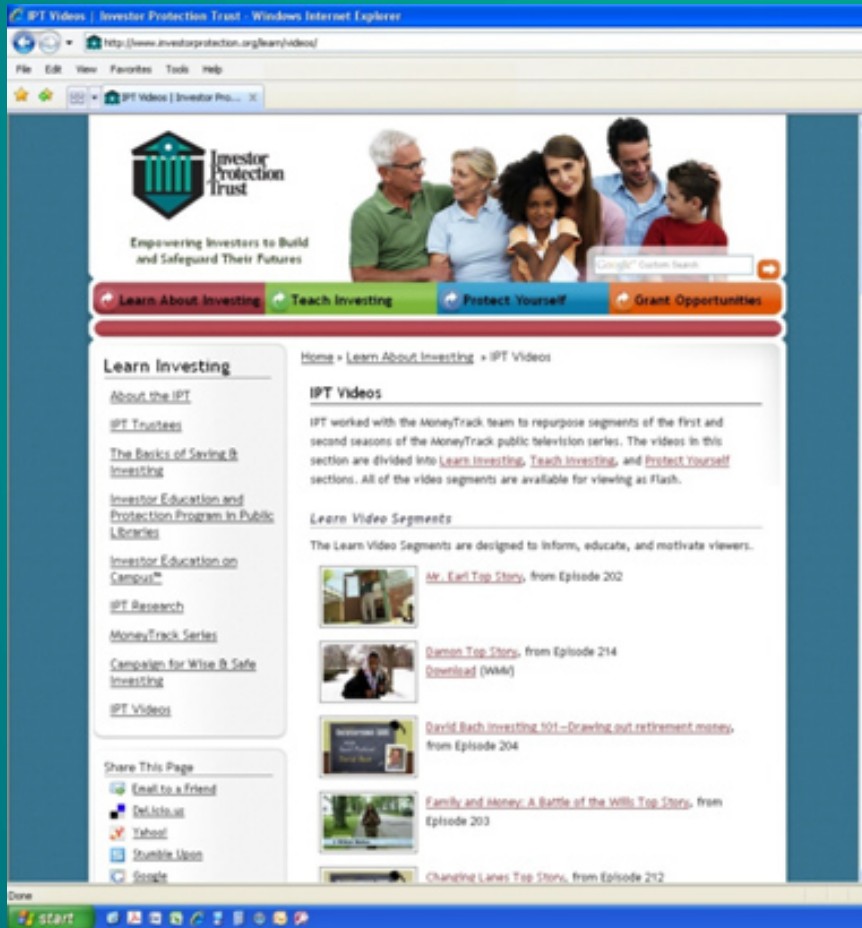 IPT Videos | Investor Protection Trust - Windows Internet Explorer
http://www.investorprotection.org/learn/videos/
File Edit View Favorites Tools Help
IPT Videos | Investor Pro...
Investor
Protection
Trust
Empowering Investors to Build
and Safeguard Their Futures
Google™ Custom Search
Learn About Investing Teach Investing Protect Yourself Grant Opportunities
Learn Investing
About the IPT
IPT Trustees
The Basics of Saving &
Investing
Investor Education and
Protection Program in Public
Libraries
Investor Education on
Campus™
IPT Research
MoneyTrack Series
Campaign for Wise & Safe
Investing
IPT Videos
Share This Page
Email to a Friend
Del.icio.us
Yahoo!
Stumble Upon
Google
Home » Learn About Investing » IPT Videos
IPT Videos
IPT worked with the MoneyTrack team to repurpose segments of the first and
second seasons of the MoneyTrack public television series. The videos in this
section are divided into Learn Investing, Teach Investing, and Protect Yourself
sections. All of the video segments are available for viewing as Flash.
Learn Video Segments
The Learn Video Segments are designed to inform, educate, and motivate viewers.
Mr. Earl Top Story, from Episode 202
Damon Top Story, from Episode 214
Download (WMV)
David Bach Investing 101—Drawing out retirement money,
from Episode 204
Family and Money: A Battle of the Wills Top Story, from
Episode 203
Changing Lanes Top Story, from Episode 212
Done
start